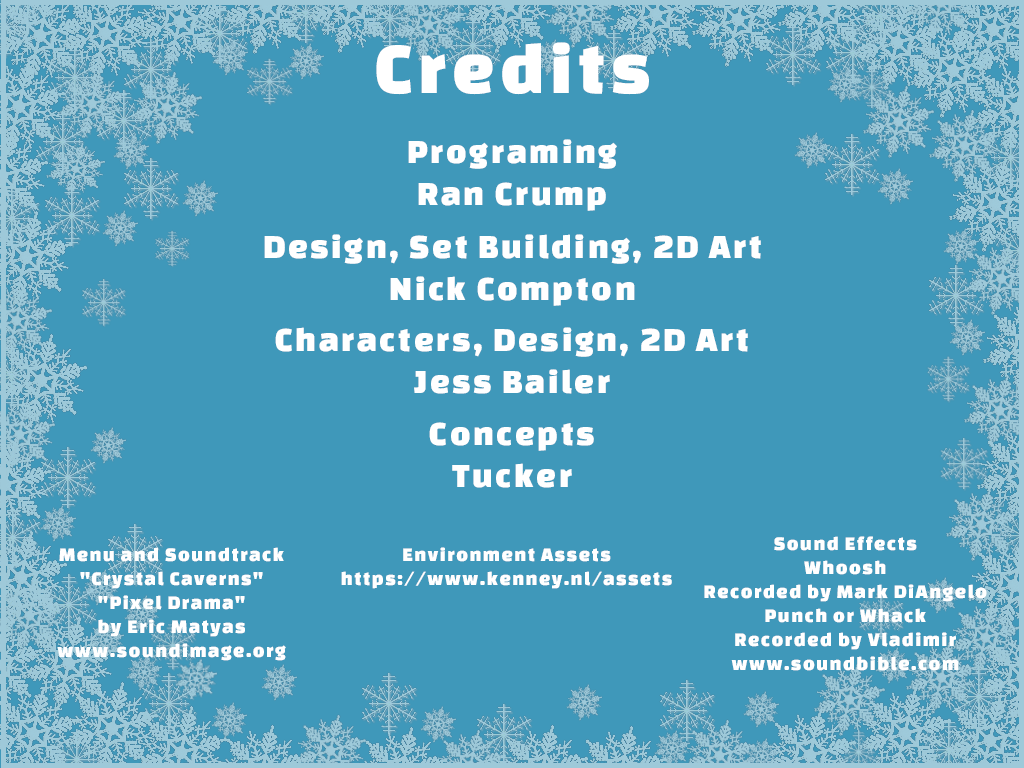 Credits
Programing
Ran Crump
Design, Set Building, 2D Art
Nick Compton
Characters, Design, 2D Art
Jess Bailer
Concepts
Tucker
Menu and Soundtrack
"Crystal Caverns"
"Pixel Drama"
by Eric Matyas
www.soundimage.org
Environment Assets
https://www.kenney.nl/assets
Sound Effects
Whoosh
Recorded by Mark DiAngelo
Punch or Whack
Recorded by Vladimir
www.soundbible.com